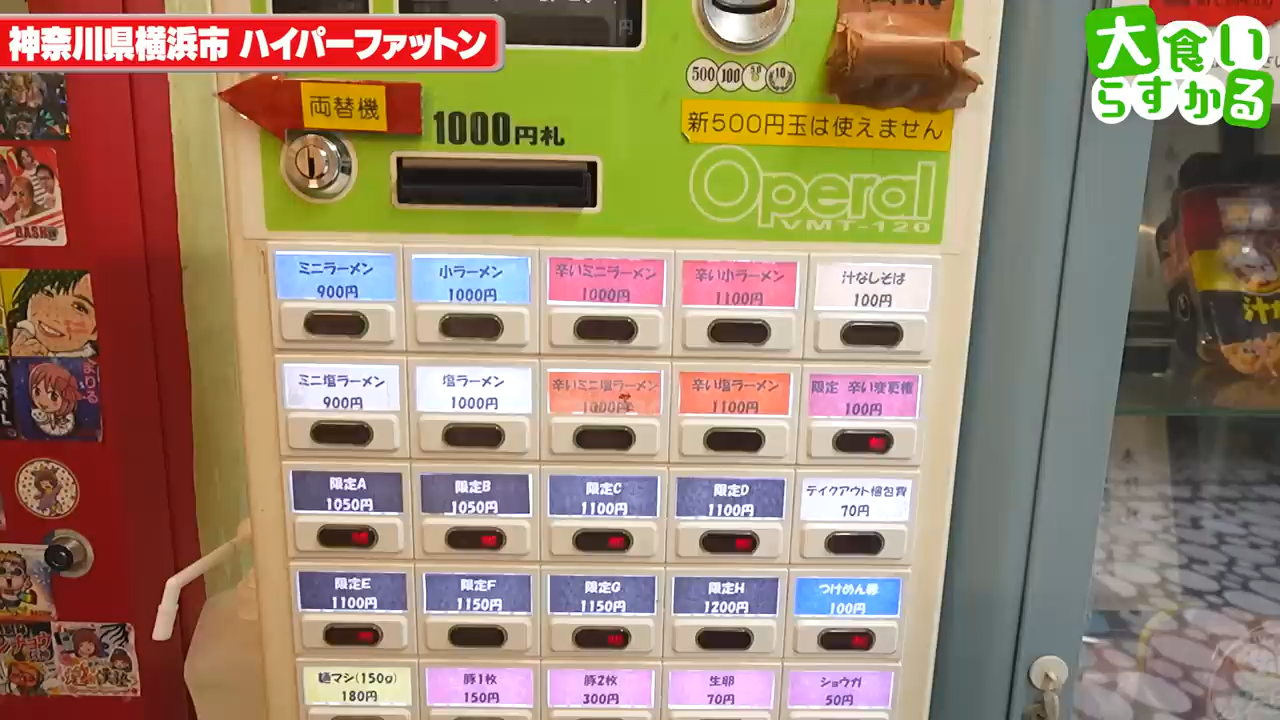 神奈川県横浜市 ハイパーファットン
大食い
らすかる
両替機
1000円札
500 100 50 10
新500円玉は使えません
Operal
VMT-120
ミニラーメン
900円
小ラーメン
1000円
辛いミニラーメン
1000円
辛い小ラーメン
1100円
汁なしそば
100円
ミニ塩ラーメン
900円
塩ラーメン
1000円
辛いミニ塩ラーメン
1000円
辛い塩ラーメン
1100円
限定 辛い変更権
100円
限定A
1050円
限定B
1050円
限定C
1100円
限定D
1100円
テイクアウト梱包費
70円
限定E
1100円
限定F
1150円
限定G
1150円
限定H
1200円
つけめん券
100円
麺マシ(150g)
180円
豚1枚
150円
豚2枚
300円
生卵
70円
ショウガ
50円
BASH
まりる